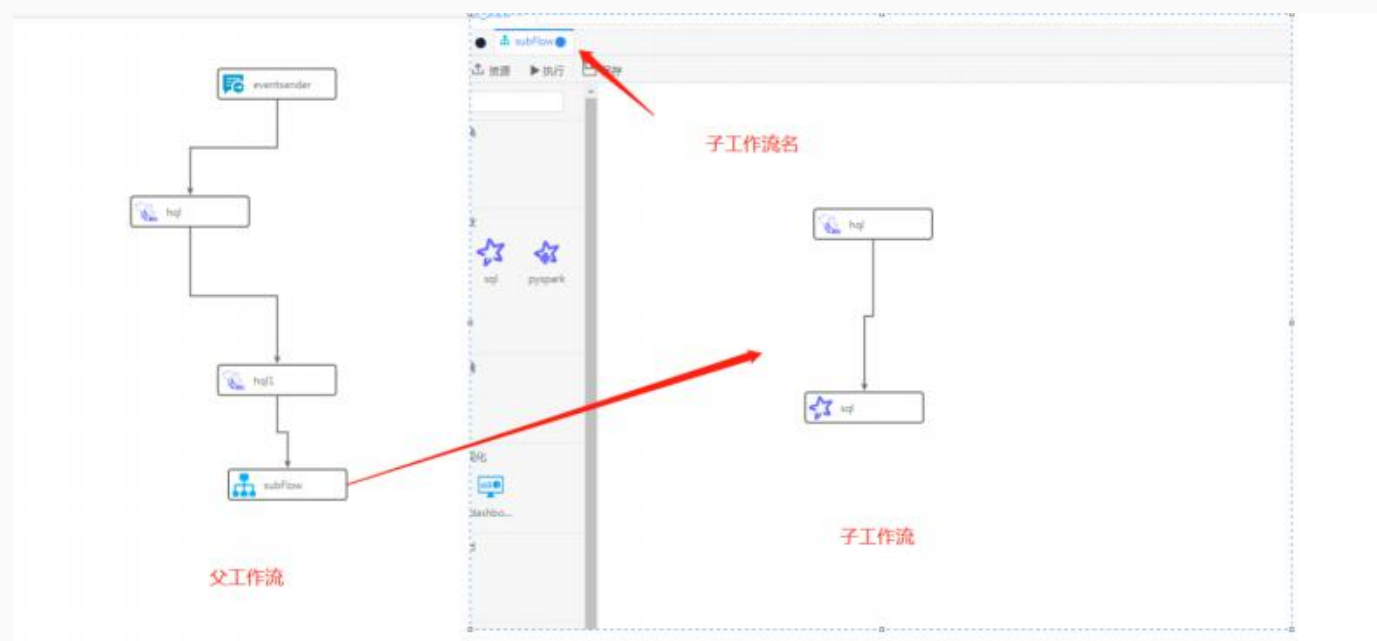 eventsender
hql
hql1
subflow
父工作流
subflow
资源
执行
sql
pyspark
dashbo...
子工作流名
hql
sql
子工作流